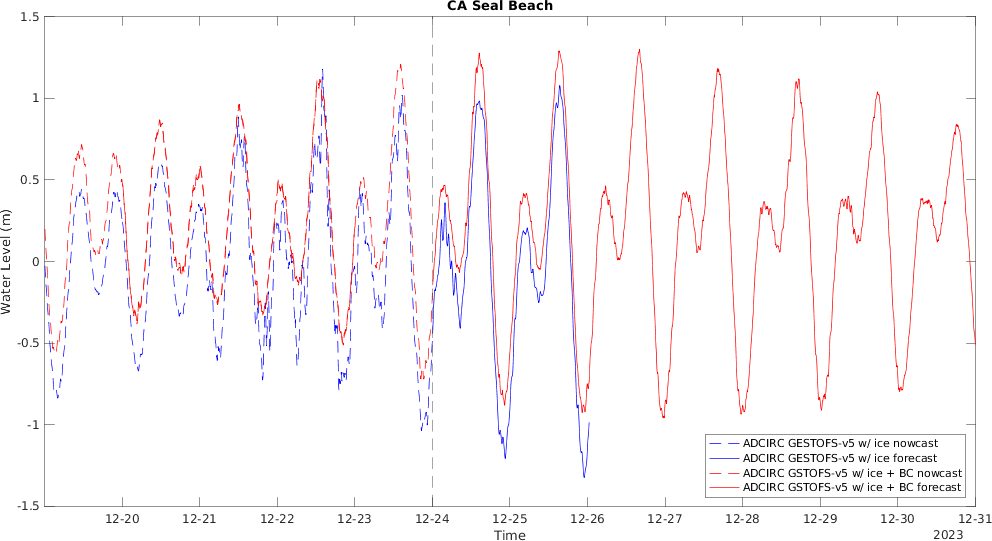 CA Seal Beach
1.5
1
0.5
0
-0.5
-1
-1.5
Water Level (m)
12-20 12-21 12-22 12-23 12-24 12-25 12-26 12-27 12-28 12-29 12-30 12-31
Time
2023
ADCIRC GESTOFS-v5 w/ ice nowcast
ADCIRC GESTOFS-v5 w/ ice forecast
ADCIRC GSTOFS-v5 w/ ice + BC nowcast
ADCIRC GSTOFS-v5 w/ ice + BC forecast